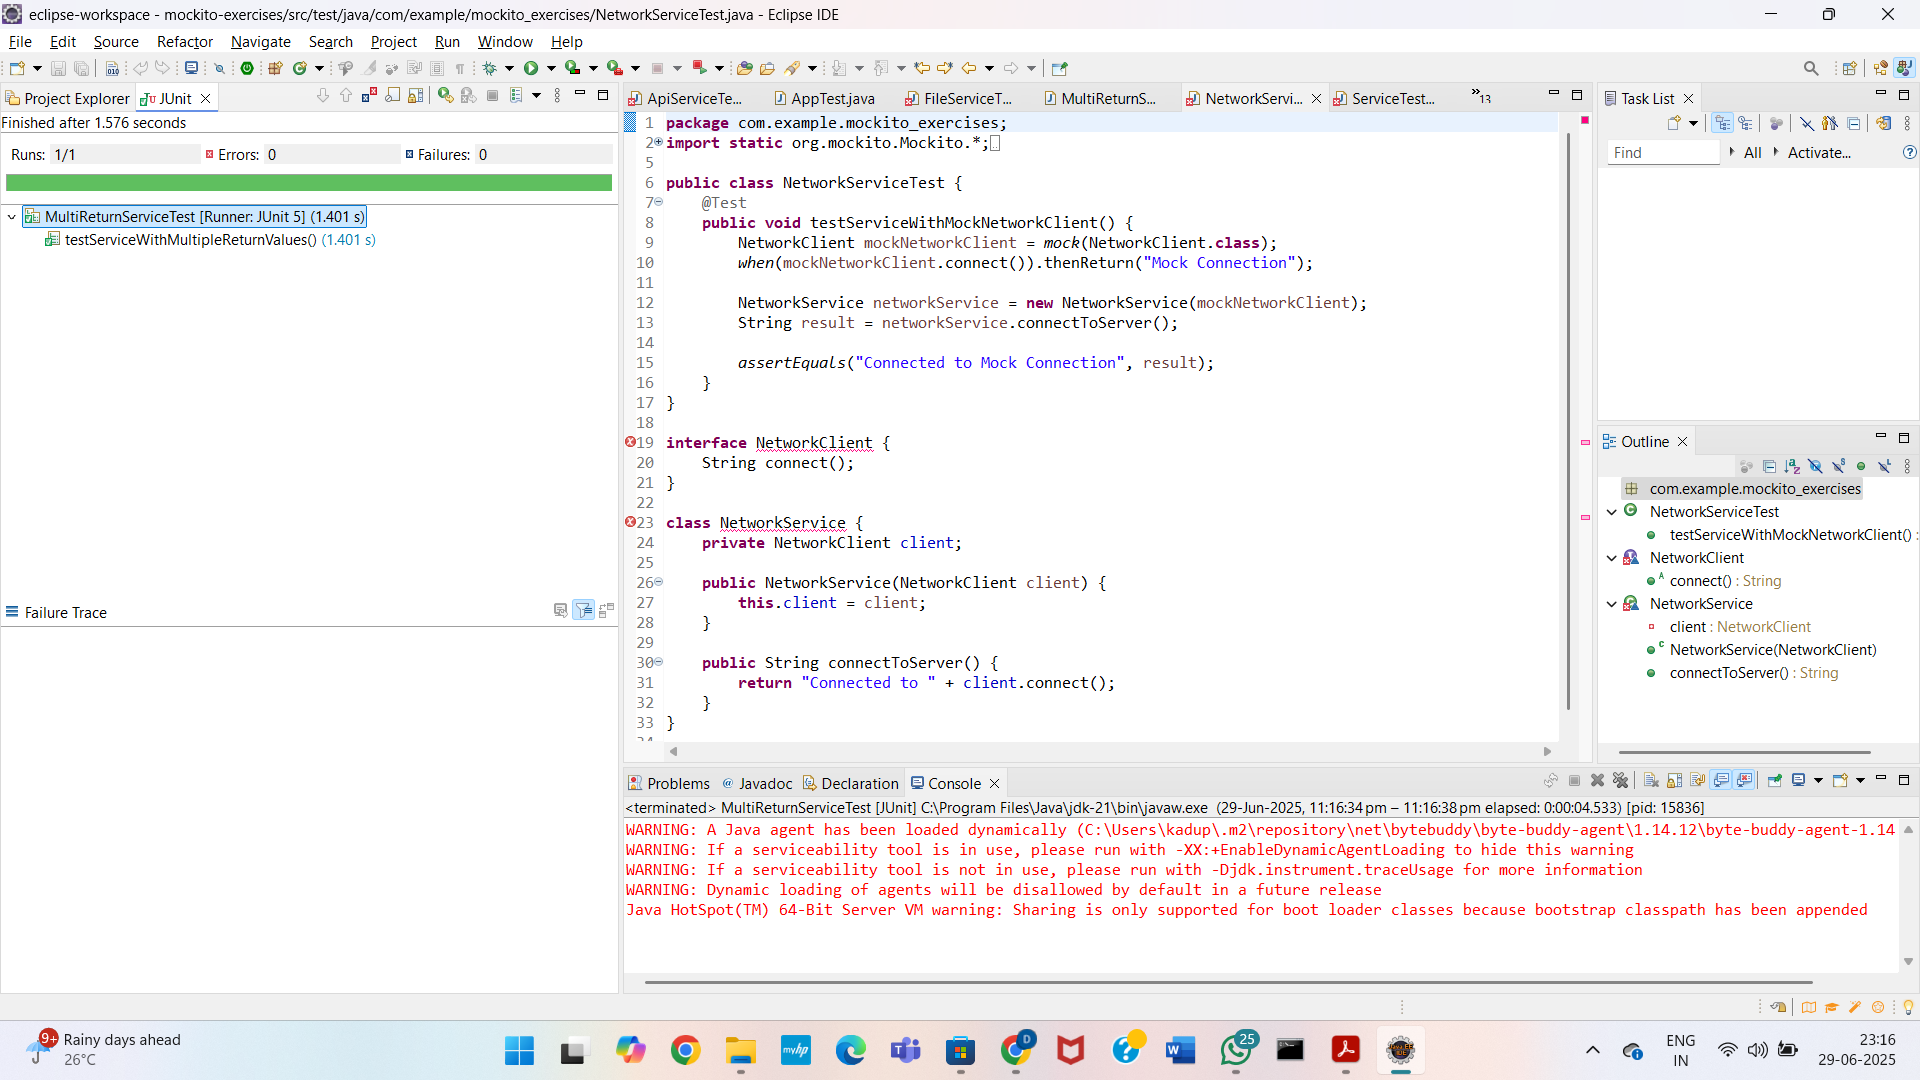 eclipse-workspace - mockito-exercises/src/test/java/com/example/mockito_exercises/NetworkServiceTest.java - Eclipse IDE
File Edit Source Refactor Navigate Search Project Run Window Help
Project Explorer JUnit
Finished after 1.576 seconds
Runs: 1/1 Errors: 0 Failures: 0
MultiReturnServiceTest [Runner: JUnit 5] (1.401 s)
testServiceWithMultipleReturnValues() (1.401 s)
Failure Trace
ApiServiceTe... AppTest.java FileServiceT... MultiReturnS... NetworkServi... ServiceTest... 13
1 package com.example.mockito_exercises;
2 import static org.mockito.Mockito.*;
5
6 public class NetworkServiceTest {
7 @Test
8 public void testServiceWithMockNetworkClient() {
9 NetworkClient mockNetworkClient = mock(NetworkClient.class);
10 when(mockNetworkClient.connect()).thenReturn("Mock Connection");
11
12 NetworkService networkService = new NetworkService(mockNetworkClient);
13 String result = networkService.connectToServer();
14
15 assertEquals("Connected to Mock Connection", result);
16 }
17 }
18
19 interface NetworkClient {
20 String connect();
21 }
22
23 class NetworkService {
24 private NetworkClient client;
25
26 public NetworkService(NetworkClient client) {
27 this.client = client;
28 }
29
30 public String connectToServer() {
31 return "Connected to " + client.connect();
32 }
33 }
34
Task List
Find All Activate...
Outline
com.example.mockito_exercises
NetworkServiceTest
testServiceWithMockNetworkClient() :
NetworkClient
connect() : String
NetworkService
client : NetworkClient
NetworkService(NetworkClient)
connectToServer() : String
Problems Javadoc Declaration Console
<terminated> MultiReturnServiceTest [JUnit] C:\Program Files\Java\jdk-21\bin\javaw.exe (29-Jun-2025, 11:16:34 pm – 11:16:38 pm elapsed: 0:00:04.533) [pid: 15836]
WARNING: A Java agent has been loaded dynamically (C:\Users\kadup\.m2\repository\net\bytebuddy\byte-buddy-agent\1.14.12\byte-buddy-agent-1.14
WARNING: If a serviceability tool is in use, please run with -XX:+EnableDynamicAgentLoading to hide this warning
WARNING: If a serviceability tool is not in use, please run with -Djdk.instrument.traceUsage for more information
WARNING: Dynamic loading of agents will be disallowed by default in a future release
Java HotSpot(TM) 64-Bit Server VM warning: Sharing is only supported for boot loader classes because bootstrap classpath has been appended
9+ Rainy days ahead
26°C
myhp
D
25
ENG
IN
23:16
29-06-2025